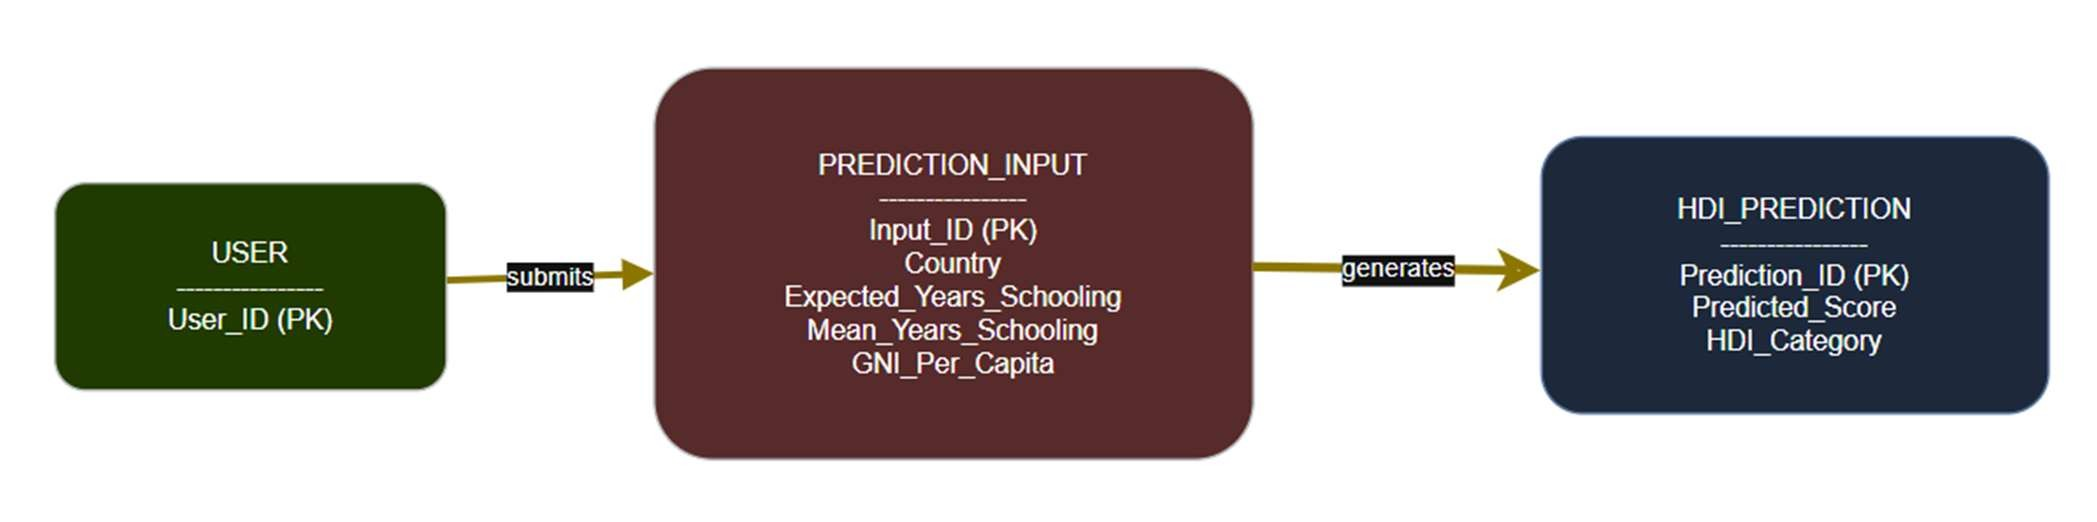 USER
----------------
User_ID (PK)
submits
PREDICTION_INPUT
----------------
Input_ID (PK)
Country
Expected_Years_Schooling
Mean_Years_Schooling
GNI_Per_Capita
generates
HDI_PREDICTION
----------------
Prediction_ID (PK)
Predicted_Score
HDI_Category